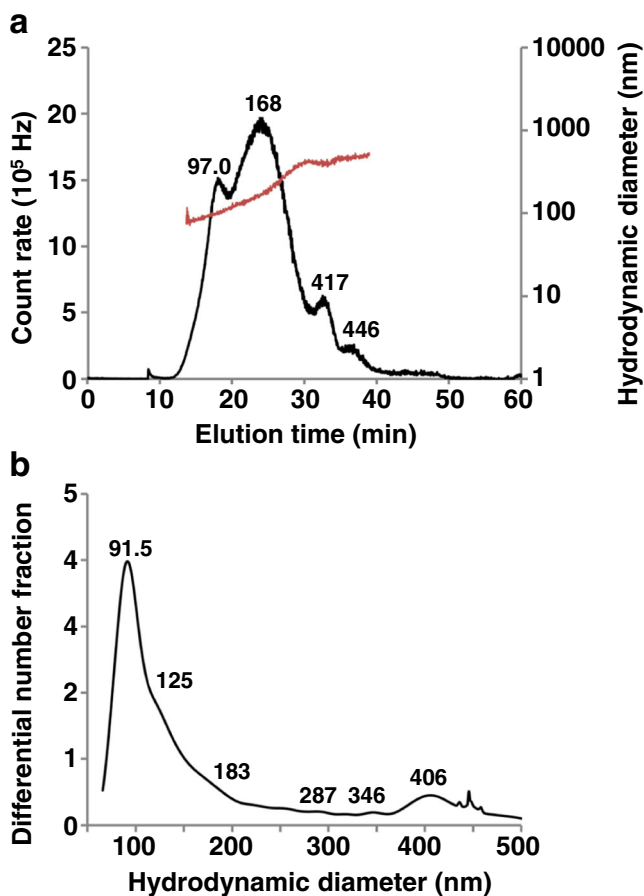 a
25
20
15
10
5
0
Count rate (10⁵ Hz)
168
97.0
417
446
10000
1000
100
10
1
Hydrodynamic diameter (nm)
0 10 20 30 40 50 60
Elution time (min)
b
5
4
4
2
1
0
Differential number fraction
91.5
125
183
287 346 406
100 200 300 400 500
Hydrodynamic diameter (nm)